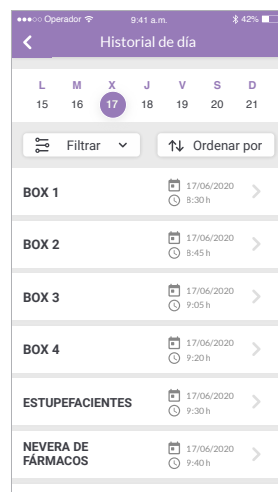 Operador 9:41 a.m. 42%
Historial de día
L M X J V S D
15 16 17 18 19 20 21
Filtrar Ordenar por
BOX 1 17/06/2020
8:30 h
BOX 2 17/06/2020
8:45 h
BOX 3 17/06/2020
9:05 h
BOX 4 17/06/2020
9:20 h
ESTUPEFACIENTES 17/06/2020
9:30 h
NEVERA DE 17/06/2020
FÁRMACOS 9:40 h